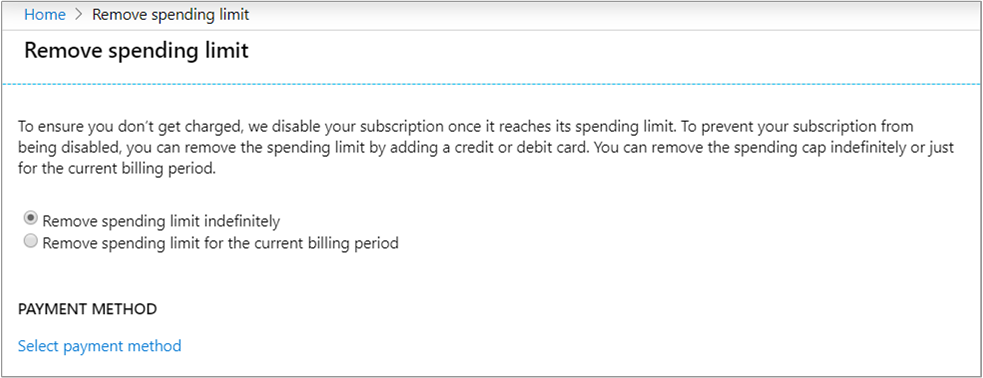 Home > Remove spending limit
Remove spending limit
To ensure you don't get charged, we disable your subscription once it reaches its spending limit. To prevent your subscription from
being disabled, you can remove the spending limit by adding a credit or debit card. You can remove the spending cap indefinitely or just
for the current billing period.
Remove spending limit indefinitely
Remove spending limit for the current billing period
PAYMENT METHOD
Select payment method